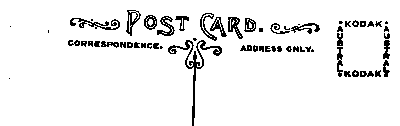 POST CARD.
CORRESPONDENCE. ADDRESS ONLY.
KODAK
AUSTRAL
AUSTRAL
KODAK